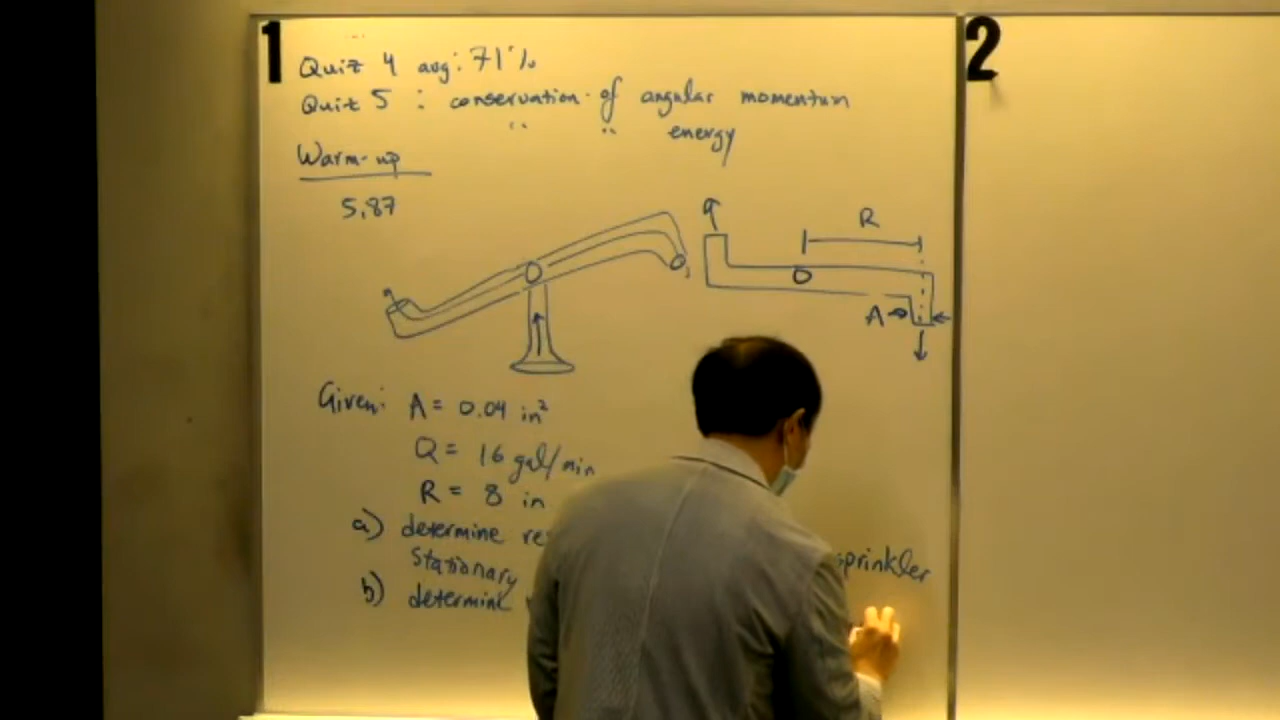 1
Quiz 4 avg: 71%
Quiz 5 : conservation of angular momentum
" " energy
Warm-up
5.87
R
A
Given: A = 0.04 in²
Q = 16 gal/min
R = 8 in
a) determine
stationary sprinkler
b) determine
2